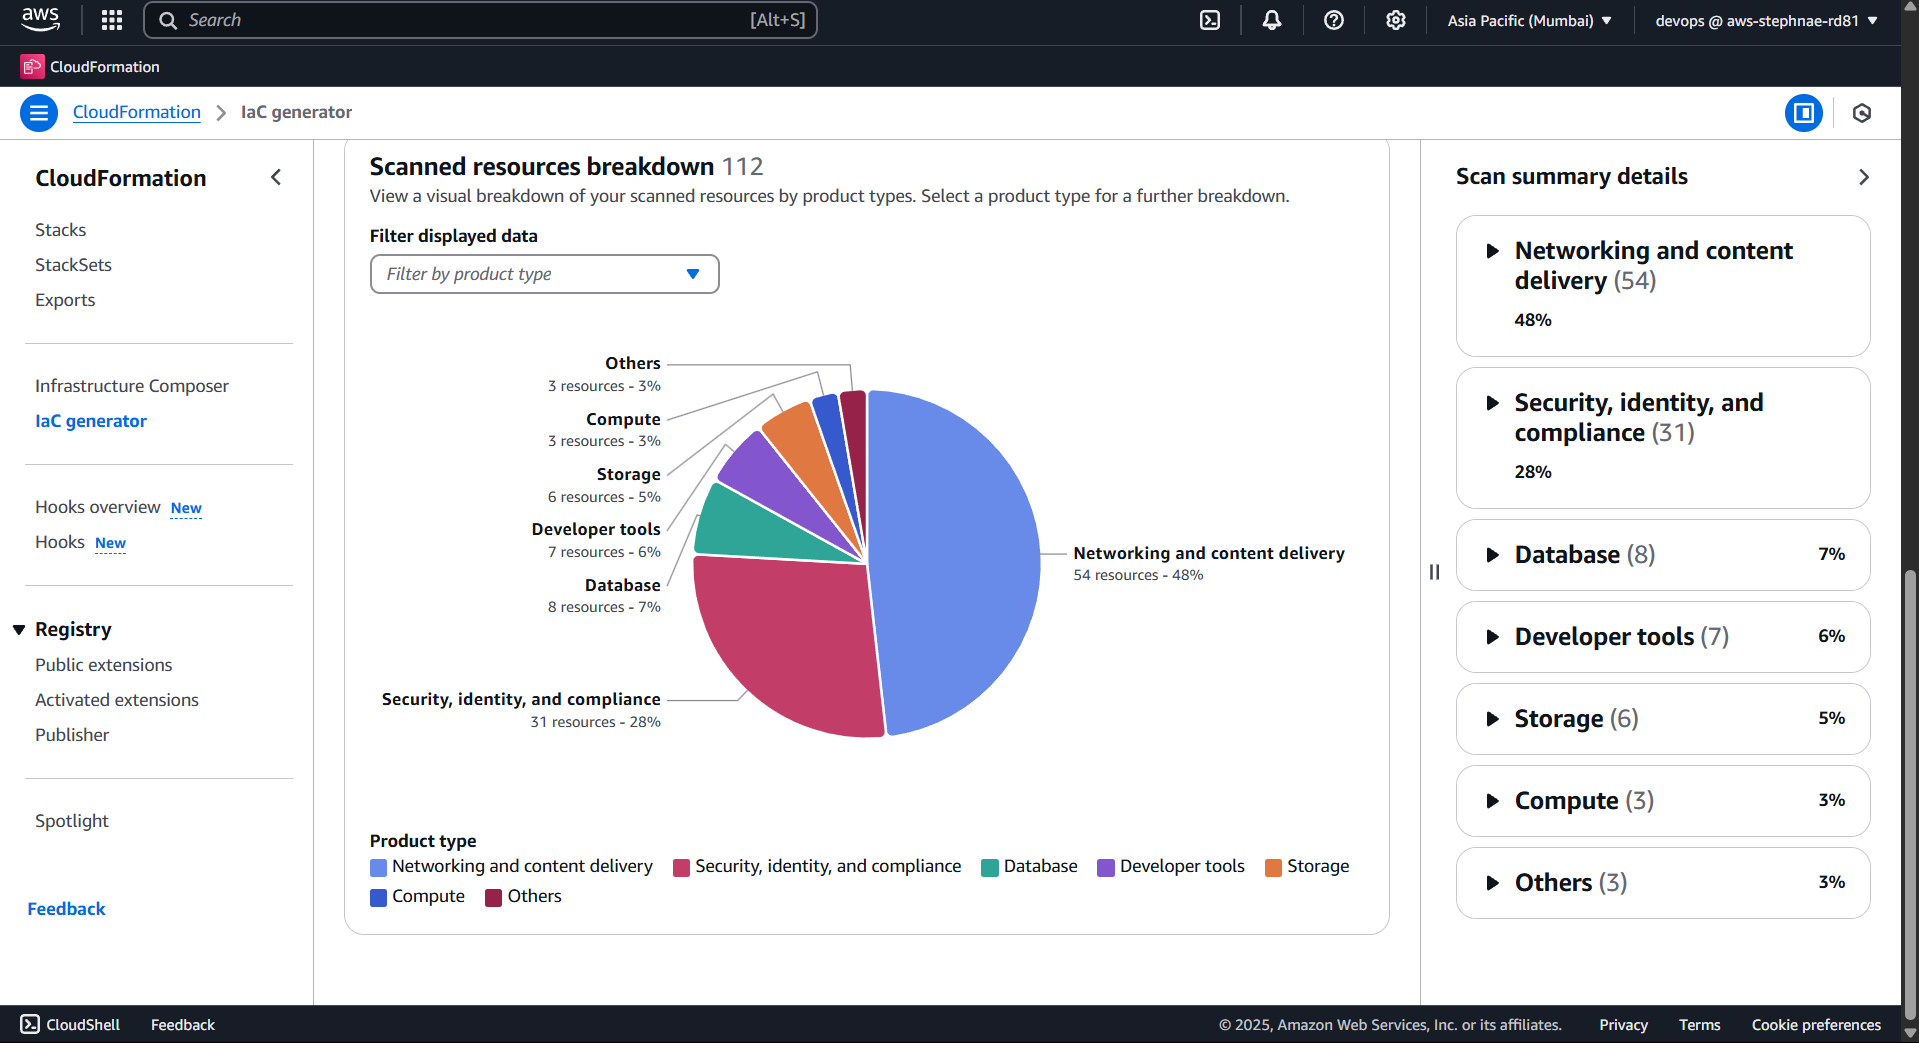 aws
Search
[Alt+S]
Asia Pacific (Mumbai)
devops @ aws-stephnae-rd81
CloudFormation
CloudFormation
IaC generator
CloudFormation
Stacks
StackSets
Exports
Infrastructure Composer
IaC generator
Hooks overview New
Hooks New
Registry
Public extensions
Activated extensions
Publisher
Spotlight
Feedback
Scanned resources breakdown 112
View a visual breakdown of your scanned resources by product types. Select a product type for a further breakdown.
Filter displayed data
Filter by product type
Others
3 resources - 3%
Compute
3 resources - 3%
Storage
6 resources - 5%
Developer tools
7 resources - 6%
Database
8 resources - 7%
Security, identity, and compliance
31 resources - 28%
Networking and content delivery
54 resources - 48%
Product type
Networking and content delivery Security, identity, and compliance Database Developer tools Storage
Compute Others
Scan summary details
Networking and content
delivery (54)
48%
Security, identity, and
compliance (31)
28%
Database (8) 7%
Developer tools (7) 6%
Storage (6) 5%
Compute (3) 3%
Others (3) 3%
CloudShell
Feedback
© 2025, Amazon Web Services, Inc. or its affiliates.
Privacy
Terms
Cookie preferences